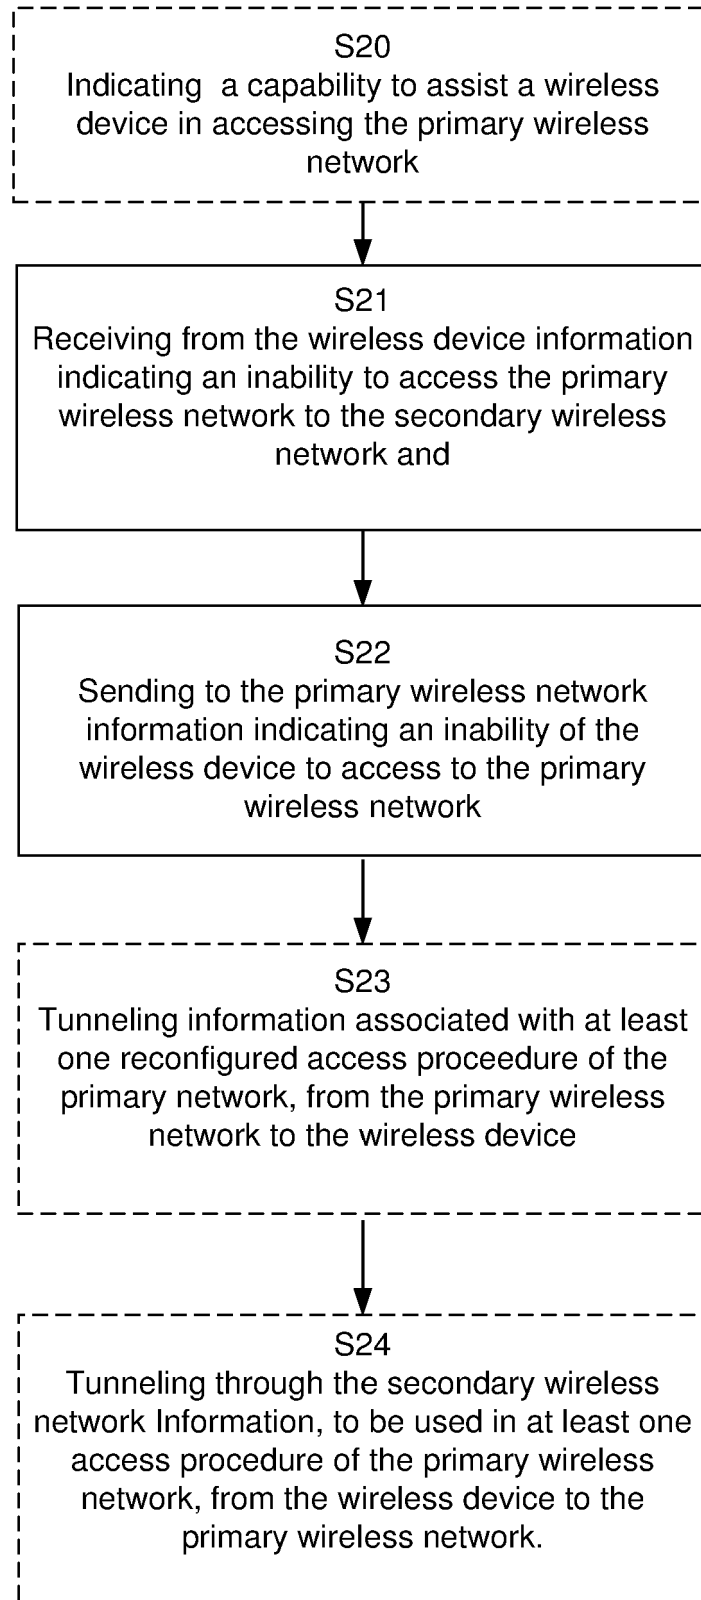 S20
Indicating  a capability to assist a wireless
device in accessing the primary wireless
network
S21
Receiving from the wireless device information
indicating an inability to access the primary
wireless network to the secondary wireless
network and
S22
Sending to the primary wireless network
information indicating an inability of the
wireless device to access to the primary
wireless network
S23
Tunneling information associated with at least
one reconfigured access proceedure of the
primary network, from the primary wireless
network to the wireless device
S24
Tunneling through the secondary wireless
network Information, to be used in at least one
access procedure of the primary wireless
network, from the wireless device to the
primary wireless network.